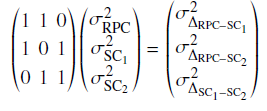 (1 1 0) (σ²_RPC) = (σ²_Δ_RPC−SC₁)
(1 0 1) (σ²_SC₁) (σ²_Δ_RPC−SC₂)
(0 1 1) (σ²_SC₂) (σ²_Δ_SC₁−SC₂)